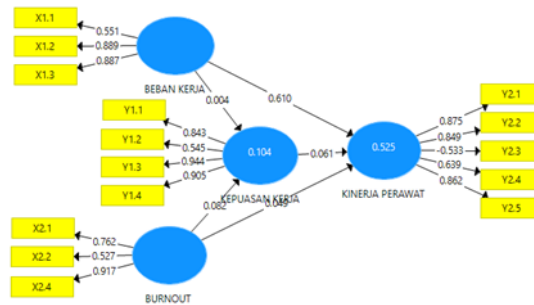 X1.1
0.551
X1.2
0.889
X1.3
0.887
BEBAN KERJA
0.004
0.610
Y1.1
0.843
Y1.2
0.545
Y1.3
0.944
Y1.4
0.905
0.104
KEPUASAN KERJA
0.061
0.525
KINERJA PERAWAT
Y2.1
0.875
Y2.2
0.849
Y2.3
-0.533
Y2.4
0.639
Y2.5
0.862
0.082
0.049
X2.1
0.762
X2.2
0.527
X2.4
0.917
BURNOUT